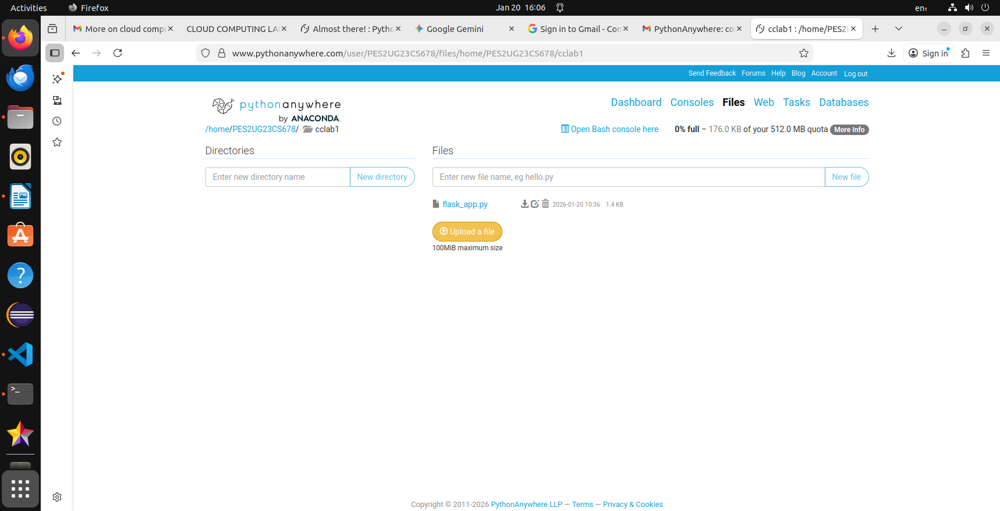 Activities
Firefox
Jan 20 16:06
en₁
More on cloud comp
CLOUD COMPUTING LA
Almost there! : Pytho
Google Gemini
Sign in to Gmail - Con
PythonAnywhere: co
cclab1 : /home/PES2U
www.pythonanywhere.com/user/PES2UG23CS678/files/home/PES2UG23CS678/cclab1
Sign in
Send Feedback Forums Help Blog Account Log out
pythonanywhere
by ANACONDA.
Dashboard Consoles Files Web Tasks Databases
/home/PES2UG23CS678/ cclab1
Open Bash console here
0% full – 176.0 KB of your 512.0 MB quota More Info
Directories
Enter new directory name
New directory
Files
Enter new file name, eg hello.py
New file
flask_app.py
2026-01-20 10:36 1.4 KB
Upload a file
100MiB maximum size
Copyright © 2011-2026 PythonAnywhere LLP — Terms — Privacy & Cookies